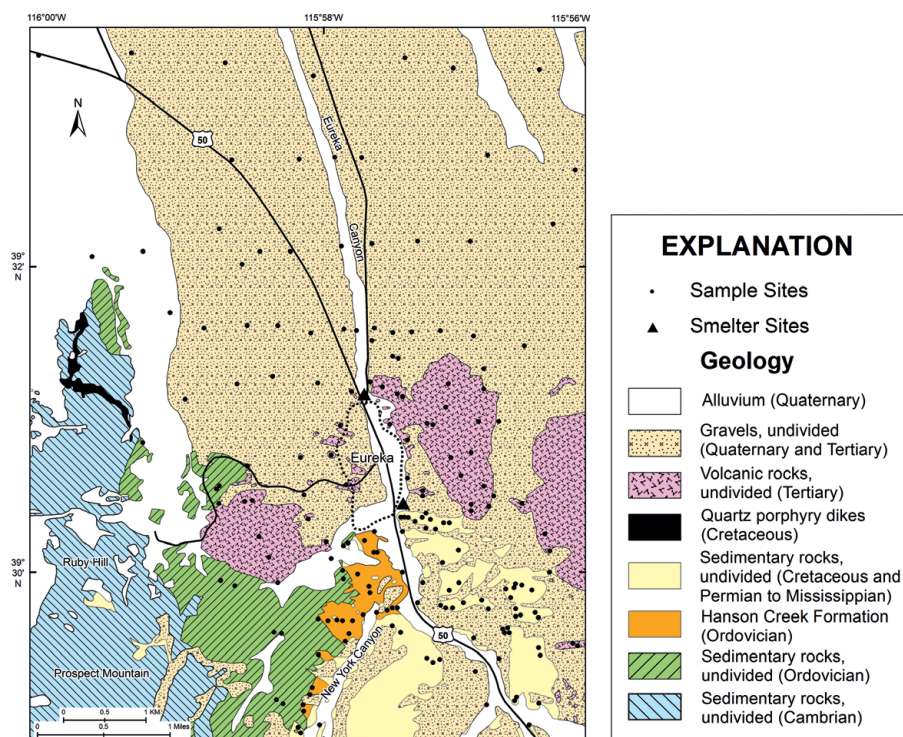 116°00'W
115°58'W
115°56'W
N
50
Eureka
Canyon
39°
32'
N
Eureka
39°
30'
N
Ruby Hill
Prospect Mountain
New York Canyon
50
0 0.5 1 KM
0 0.5 1 Miles
EXPLANATION
Sample Sites
Smelter Sites
Geology
Alluvium (Quaternary)
Gravels, undivided
(Quaternary and Tertiary)
Volcanic rocks,
undivided (Tertiary)
Quartz porphyry dikes
(Cretaceous)
Sedimentary rocks,
undivided (Cretaceous and
Permian to Mississippian)
Hanson Creek Formation
(Ordovician)
Sedimentary rocks,
undivided (Ordovician)
Sedimentary rocks,
undivided (Cambrian)